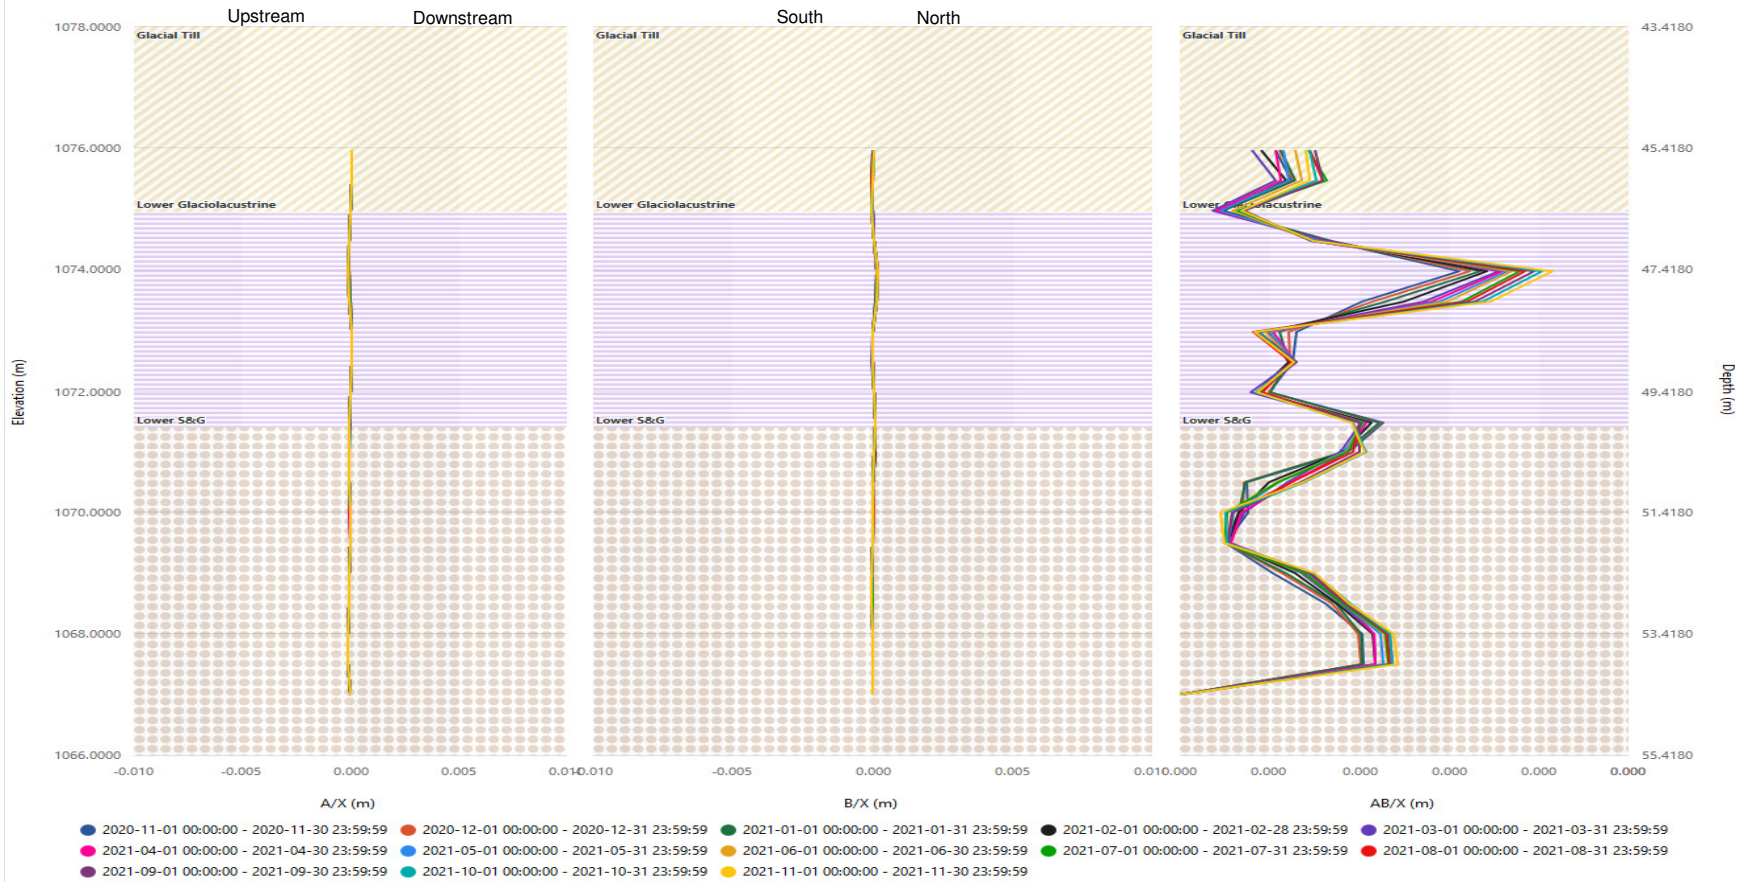 Upstream Downstream South North
1078.0000 Glacial Till Glacial Till Glacial Till 43.4180
1076.0000 45.4180
Lower Glaciolacustrine Lower Glaciolacustrine Lower Glaciolacustrine
1074.0000 47.4180
1072.0000 49.4180
Lower S&G Lower S&G Lower S&G
1070.0000 51.4180
1068.0000 53.4180
1066.0000 55.4180
Elevation (m)
Depth (m)
-0.010 -0.005 0.000 0.005 0.010 -0.010 -0.005 0.000 0.005 0.010 0.000 0.000 0.000 0.000 0.000 0.000
A/X (m) B/X (m) AB/X (m)
2020-11-01 00:00:00 - 2020-11-30 23:59:59 2020-12-01 00:00:00 - 2020-12-31 23:59:59 2021-01-01 00:00:00 - 2021-01-31 23:59:59 2021-02-01 00:00:00 - 2021-02-28 23:59:59 2021-03-01 00:00:00 - 2021-03-31 23:59:59
2021-04-01 00:00:00 - 2021-04-30 23:59:59 2021-05-01 00:00:00 - 2021-05-31 23:59:59 2021-06-01 00:00:00 - 2021-06-30 23:59:59 2021-07-01 00:00:00 - 2021-07-31 23:59:59 2021-08-01 00:00:00 - 2021-08-31 23:59:59
2021-09-01 00:00:00 - 2021-09-30 23:59:59 2021-10-01 00:00:00 - 2021-10-31 23:59:59 2021-11-01 00:00:00 - 2021-11-30 23:59:59